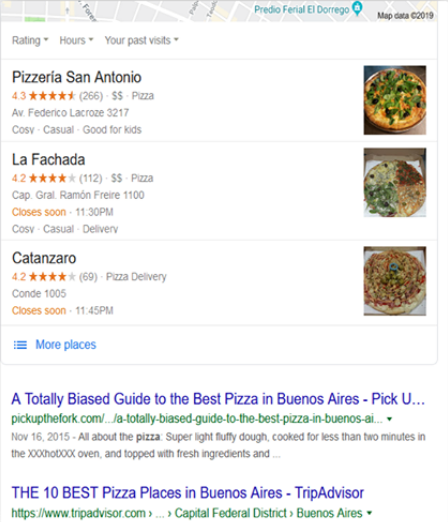 Predio Ferial El Dorrego
Map data ©2019
Rating Hours Your past visits
Pizzería San Antonio
4.3 ★★★★★ (266) · $$ · Pizza
Av. Federico Lacroze 3217
Cosy · Casual · Good for kids
La Fachada
4.2 ★★★★★ (112) · $$ · Pizza
Cap. Gral. Ramón Freire 1100
Closes soon · 11:30PM
Cosy · Casual · Delivery
Catanzaro
4.2 ★★★★★ (69) · Pizza Delivery
Conde 1005
Closes soon · 11:45PM
More places
A Totally Biased Guide to the Best Pizza in Buenos Aires - Pick U...
pickupthefork.com/.../a-totally-biased-guide-to-the-best-pizza-in-buenos-ai...
Nov 16, 2015 - All about the pizza: Super light fluffy dough, cooked for less than two minutes in
the XXXhotXXX oven, and topped with fresh ingredients and ...
THE 10 BEST Pizza Places in Buenos Aires - TripAdvisor
https://www.tripadvisor.com › ... › Capital Federal District › Buenos Aires